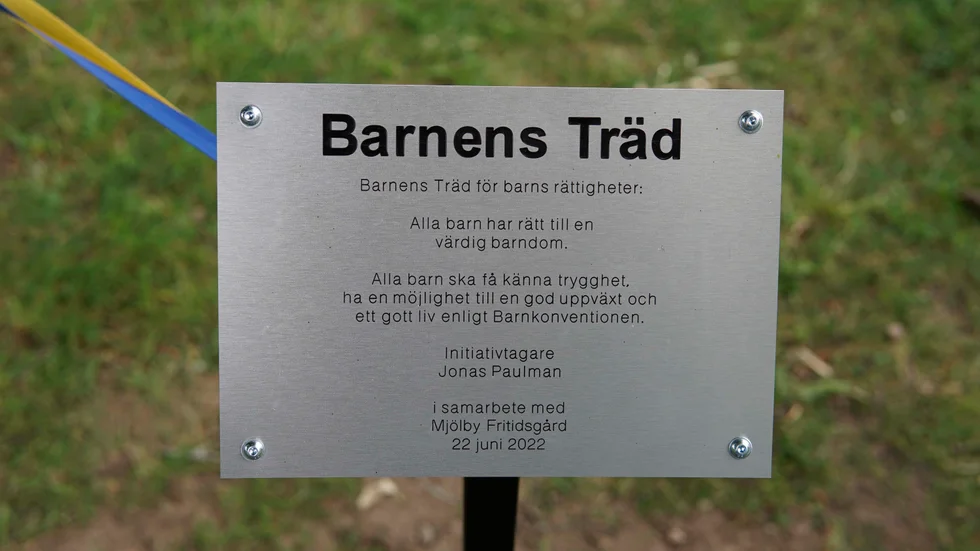 Barnens Träd
Barnens Träd för barns rättigheter:
Alla barn har rätt till en
värdig barndom.
Alla barn ska få känna trygghet,
ha en möjlighet till en god uppväxt och
ett gott liv enligt Barnkonventionen.
Initiativtagare
Jonas Paulman
i samarbete med
Mjölby Fritidsgård
22 juni 2022